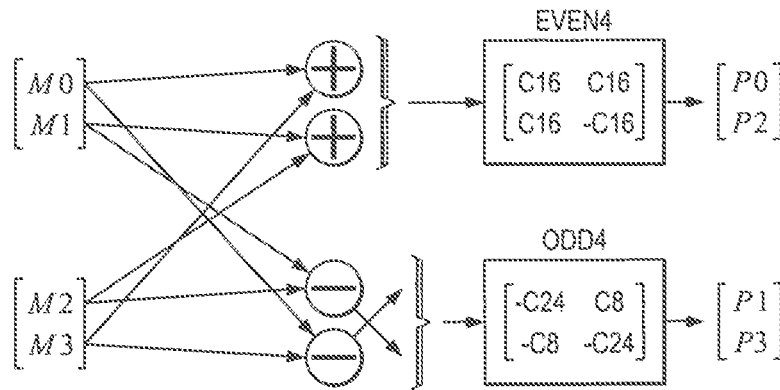 EVEN4
M0
M1
C16 C16
C16 -C16
P0
P2
ODD4
M2
M3
-C24 C8
-C8 -C24
P1
P3